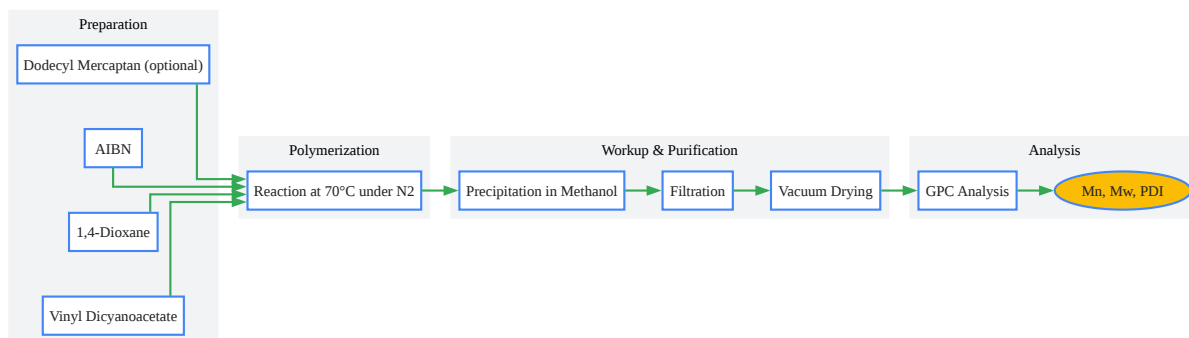 Preparation
Dodecyl Mercaptan (optional)
AIBN
1,4-Dioxane
Vinyl Dicyanoacetate
Polymerization
Reaction at 70°C under N2
Workup & Purification
Precipitation in Methanol
Filtration
Vacuum Drying
Analysis
GPC Analysis
Mn, Mw, PDI